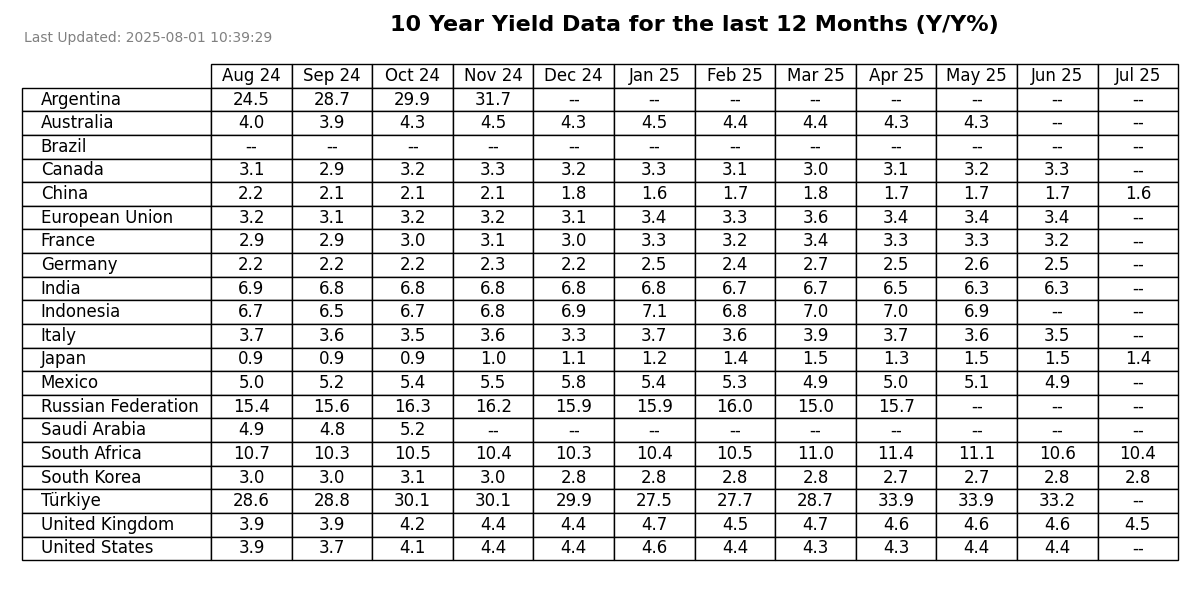 10 Year Yield Data for the last 12 Months (Y/Y%)
Last Updated: 2025-08-01 10:39:29
Aug 24 Sep 24 Oct 24 Nov 24 Dec 24 Jan 25 Feb 25 Mar 25 Apr 25 May 25 Jun 25 Jul 25
Argentina 24.5 28.7 29.9 31.7 -- -- -- -- -- -- -- --
Australia 4.0 3.9 4.3 4.5 4.3 4.5 4.4 4.4 4.3 4.3 -- --
Brazil -- -- -- -- -- -- -- -- -- -- -- --
Canada 3.1 2.9 3.2 3.3 3.2 3.3 3.1 3.0 3.1 3.2 3.3 --
China 2.2 2.1 2.1 2.1 1.8 1.6 1.7 1.8 1.7 1.7 1.7 1.6
European Union 3.2 3.1 3.2 3.2 3.1 3.4 3.3 3.6 3.4 3.4 3.4 --
France 2.9 2.9 3.0 3.1 3.0 3.3 3.2 3.4 3.3 3.3 3.2 --
Germany 2.2 2.2 2.2 2.3 2.2 2.5 2.4 2.7 2.5 2.6 2.5 --
India 6.9 6.8 6.8 6.8 6.8 6.8 6.7 6.7 6.5 6.3 6.3 --
Indonesia 6.7 6.5 6.7 6.8 6.9 7.1 6.8 7.0 7.0 6.9 -- --
Italy 3.7 3.6 3.5 3.6 3.3 3.7 3.6 3.9 3.7 3.6 3.5 --
Japan 0.9 0.9 0.9 1.0 1.1 1.2 1.4 1.5 1.3 1.5 1.5 1.4
Mexico 5.0 5.2 5.4 5.5 5.8 5.4 5.3 4.9 5.0 5.1 4.9 --
Russian Federation 15.4 15.6 16.3 16.2 15.9 15.9 16.0 15.0 15.7 -- -- --
Saudi Arabia 4.9 4.8 5.2 -- -- -- -- -- -- -- -- --
South Africa 10.7 10.3 10.5 10.4 10.3 10.4 10.5 11.0 11.4 11.1 10.6 10.4
South Korea 3.0 3.0 3.1 3.0 2.8 2.8 2.8 2.8 2.7 2.7 2.8 2.8
Türkiye 28.6 28.8 30.1 30.1 29.9 27.5 27.7 28.7 33.9 33.9 33.2 --
United Kingdom 3.9 3.9 4.2 4.4 4.4 4.7 4.5 4.7 4.6 4.6 4.6 4.5
United States 3.9 3.7 4.1 4.4 4.4 4.6 4.4 4.3 4.3 4.4 4.4 --